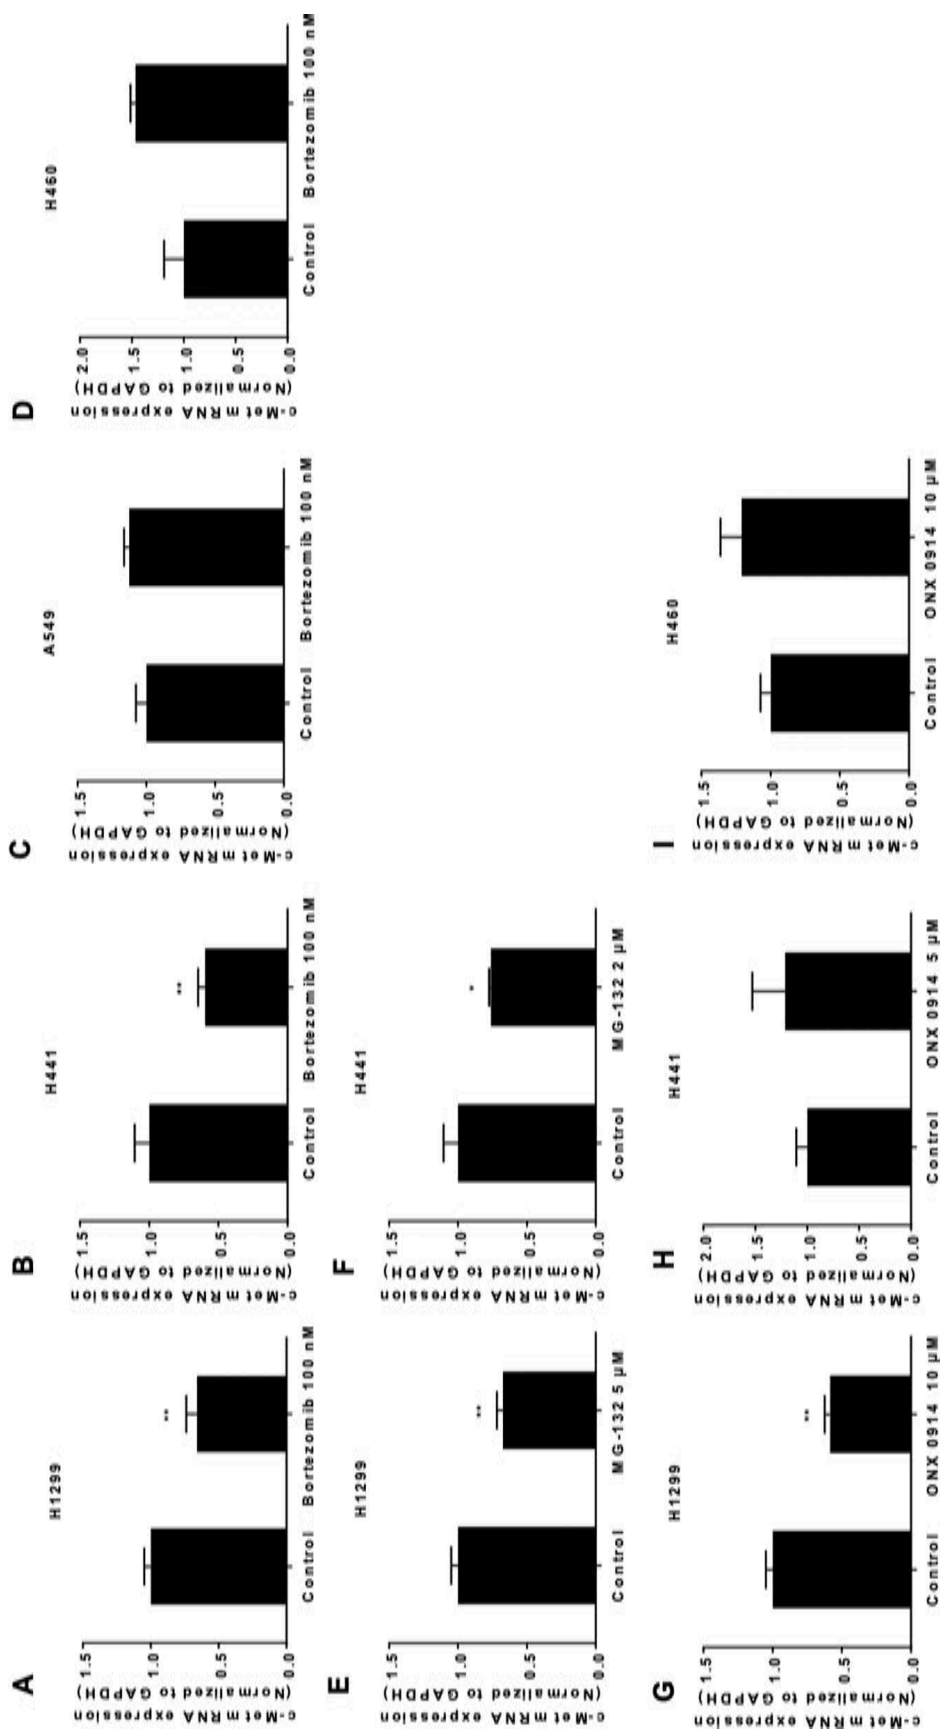 A
H1299
c-Met mRNA expression
(Normalized to GAPDH)
1.5
1.0
0.5
0.0
**
Control
Bortezomib 100 nM
B
H441
c-Met mRNA expression
(Normalized to GAPDH)
1.5
1.0
0.5
0.0
**
Control
Bortezomib 100 nM
C
A549
c-Met mRNA expression
(Normalized to GAPDH)
1.5
1.0
0.5
0.0
Control
Bortezomib 100 nM
D
H460
c-Met mRNA expression
(Normalized to GAPDH)
2.0
1.5
1.0
0.5
0.0
Control
Bortezomib 100 nM
E
H1299
c-Met mRNA expression
(Normalized to GAPDH)
1.5
1.0
0.5
0.0
**
Control
MG-132 5 µM
F
H441
c-Met mRNA expression
(Normalized to GAPDH)
1.5
1.0
0.5
0.0
*
Control
MG-132 2 µM
G
H1299
c-Met mRNA expression
(Normalized to GAPDH)
1.5
1.0
0.5
0.0
**
Control
ONX 0914 10 µM
H
H441
c-Met mRNA expression
(Normalized to GAPDH)
2.0
1.5
1.0
0.5
0.0
Control
ONX 0914 5 µM
I
H460
c-Met mRNA expression
(Normalized to GAPDH)
1.5
1.0
0.5
0.0
Control
ONX 0914 10 µM